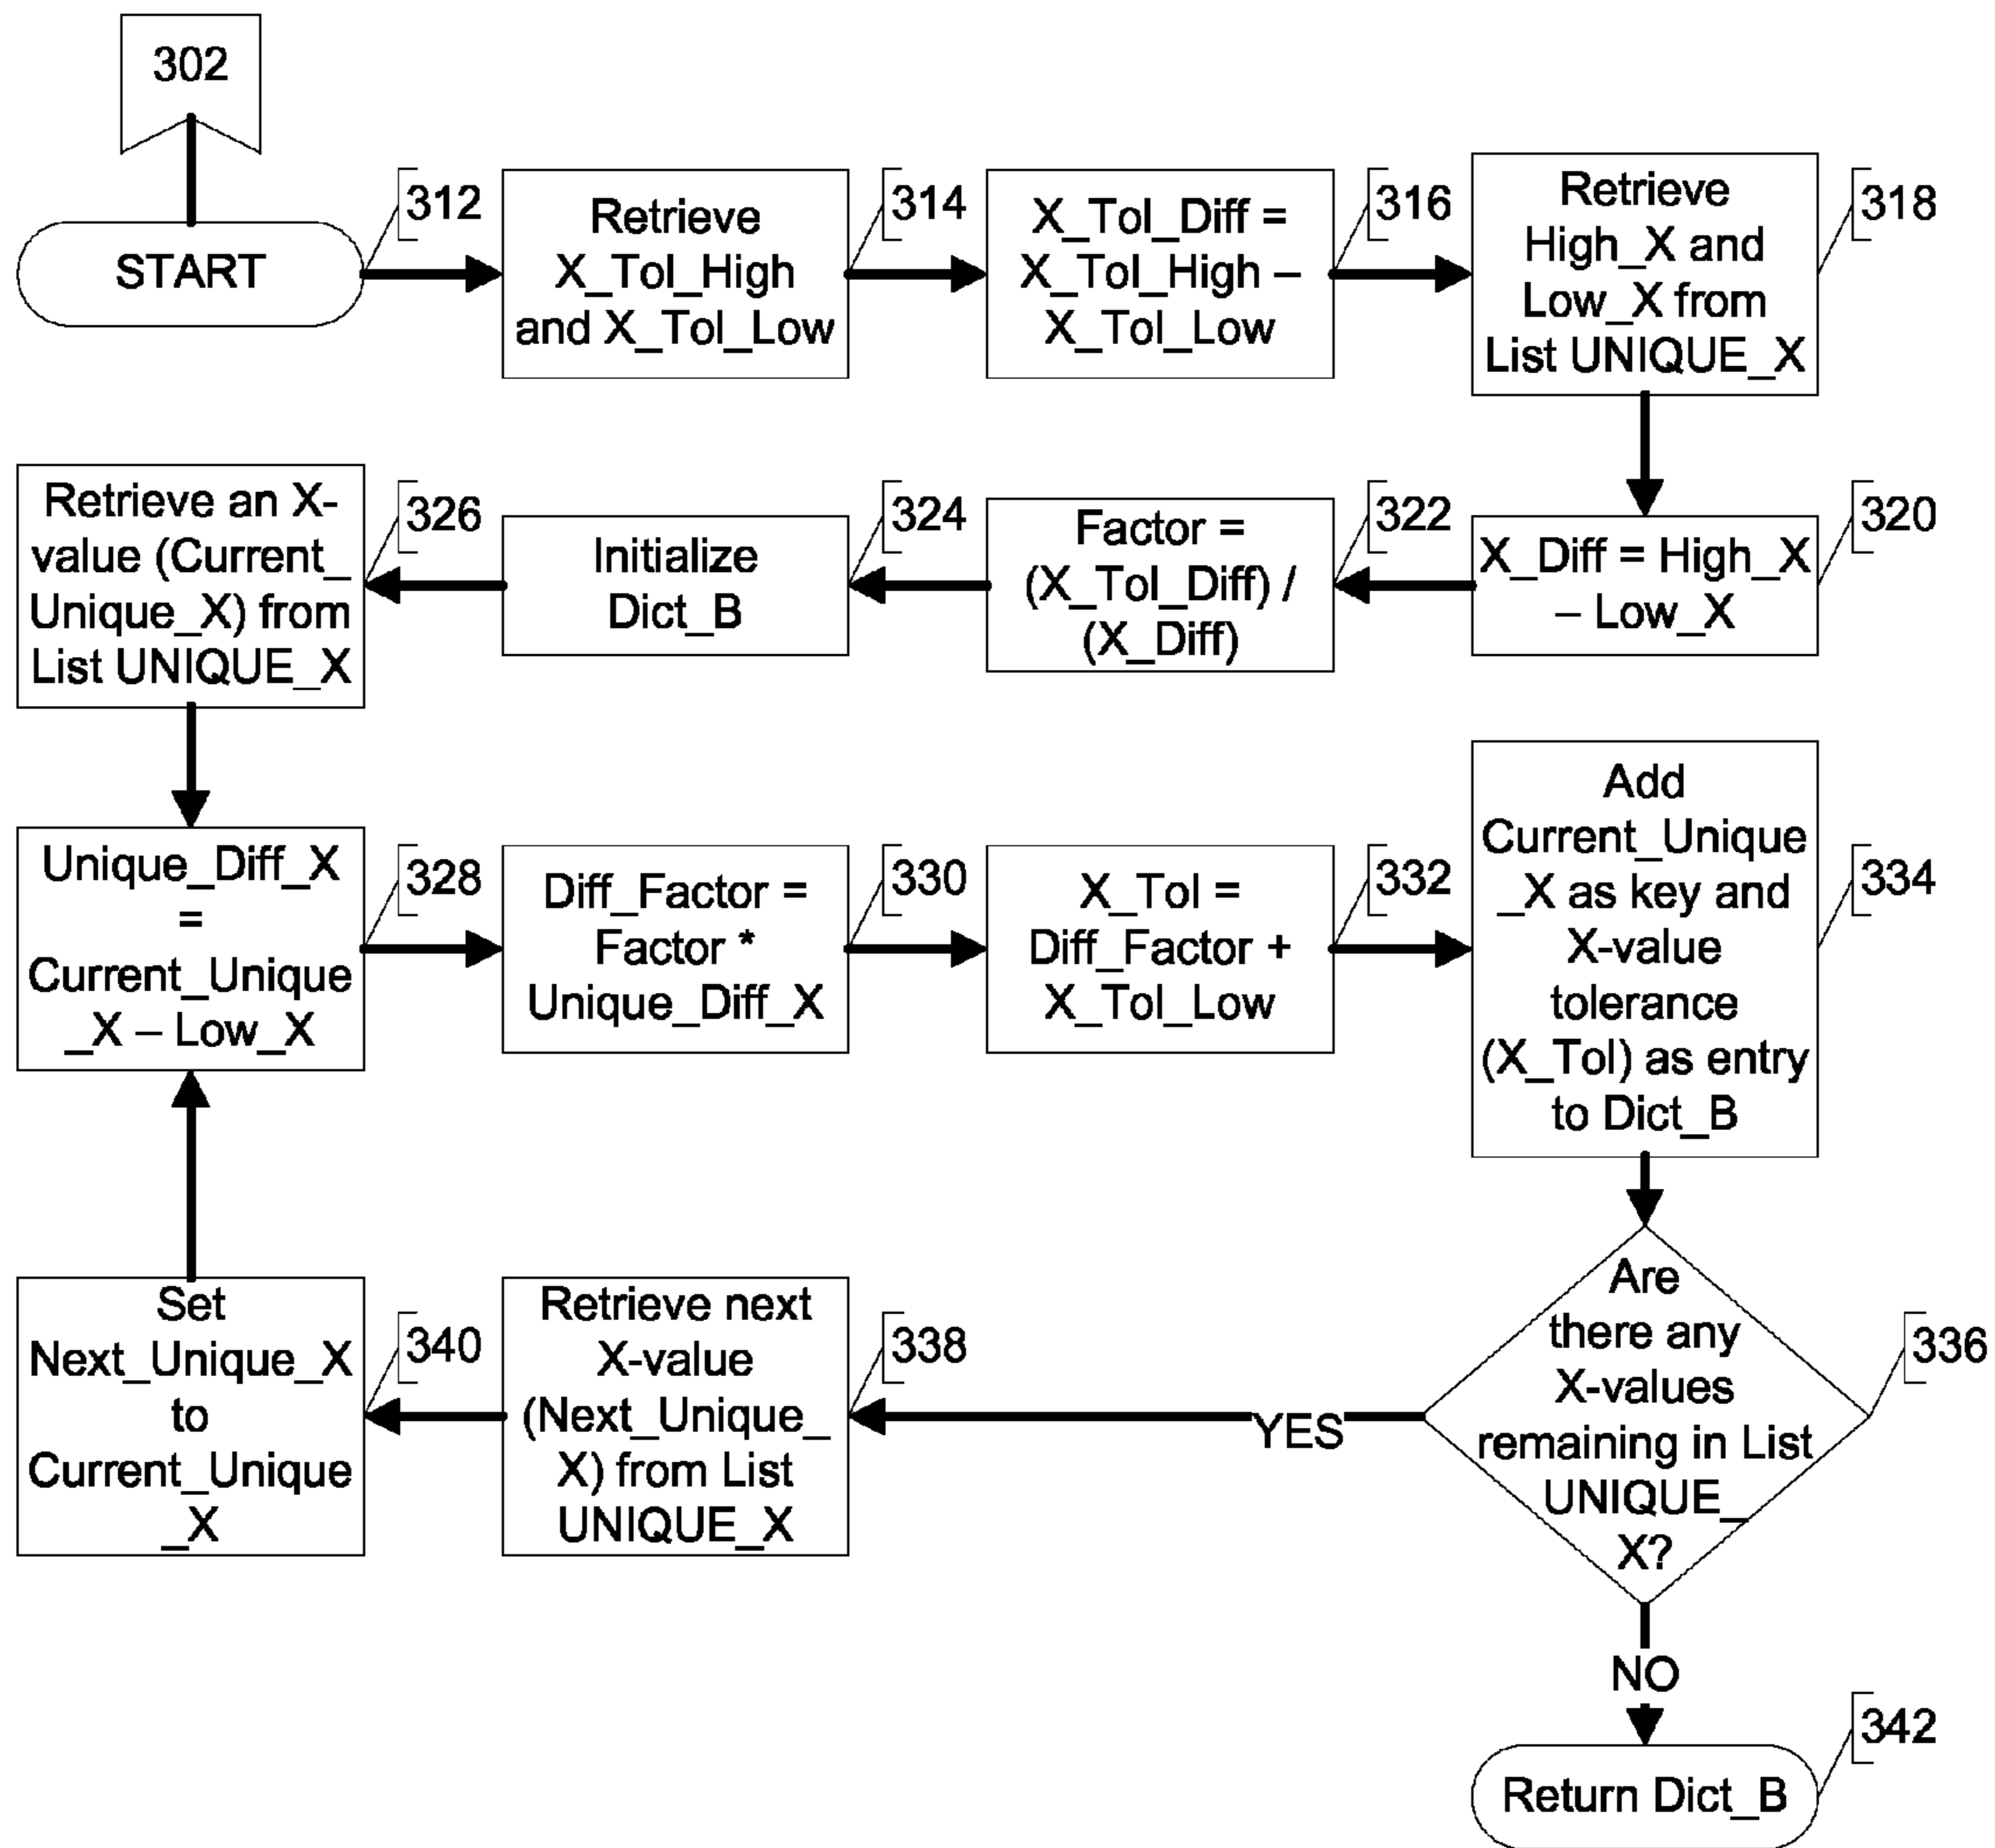 302
START
312
Retrieve
X_Tol_High
and X_Tol_Low
314
X_Tol_Diff =
X_Tol_High –
X_Tol_Low
316
Retrieve
High_X and
Low_X from
List UNIQUE_X
318
X_Diff = High_X
– Low_X
320
Factor =
(X_Tol_Diff) /
(X_Diff)
322
Initialize
Dict_B
324
Retrieve an X-
value (Current_
Unique_X) from
List UNIQUE_X
326
Unique_Diff_X
=
Current_Unique
_X – Low_X
328
Diff_Factor =
Factor *
Unique_Diff_X
330
X_Tol =
Diff_Factor +
X_Tol_Low
332
Add
Current_Unique
_X as key and
X-value
tolerance
(X_Tol) as entry
to Dict_B
334
Are
there any
X-values
remaining in List
UNIQUE_
X?
336
YES
Retrieve next
X-value
(Next_Unique_
X) from List
UNIQUE_X
338
Set
Next_Unique_X
to
Current_Unique
_X
340
NO
Return Dict_B
342